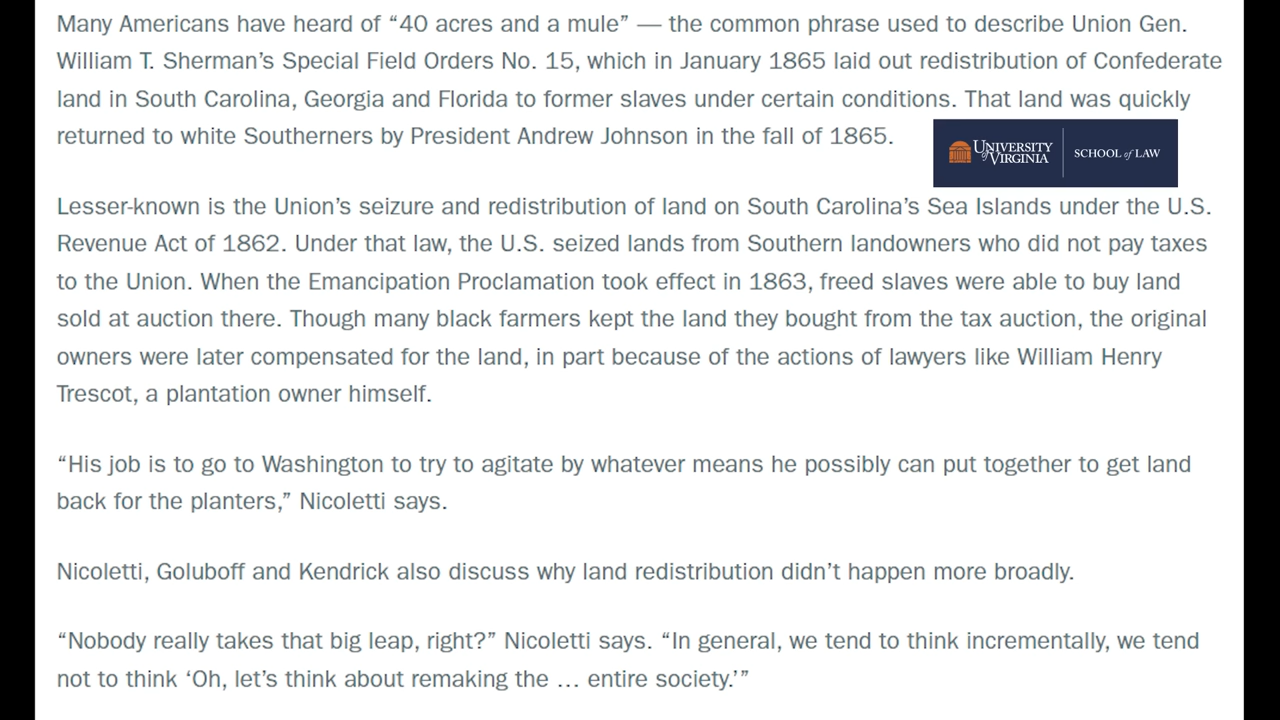 Many Americans have heard of “40 acres and a mule” — the common phrase used to describe Union Gen.
William T. Sherman’s Special Field Orders No. 15, which in January 1865 laid out redistribution of Confederate
land in South Carolina, Georgia and Florida to former slaves under certain conditions. That land was quickly
returned to white Southerners by President Andrew Johnson in the fall of 1865.
UNIVERSITY
of VIRGINIA
SCHOOL of LAW
Lesser-known is the Union’s seizure and redistribution of land on South Carolina’s Sea Islands under the U.S.
Revenue Act of 1862. Under that law, the U.S. seized lands from Southern landowners who did not pay taxes
to the Union. When the Emancipation Proclamation took effect in 1863, freed slaves were able to buy land
sold at auction there. Though many black farmers kept the land they bought from the tax auction, the original
owners were later compensated for the land, in part because of the actions of lawyers like William Henry
Trescot, a plantation owner himself.
“His job is to go to Washington to try to agitate by whatever means he possibly can put together to get land
back for the planters,” Nicoletti says.
Nicoletti, Goluboff and Kendrick also discuss why land redistribution didn’t happen more broadly.
“Nobody really takes that big leap, right?” Nicoletti says. “In general, we tend to think incrementally, we tend
not to think ‘Oh, let’s think about remaking the … entire society.’”